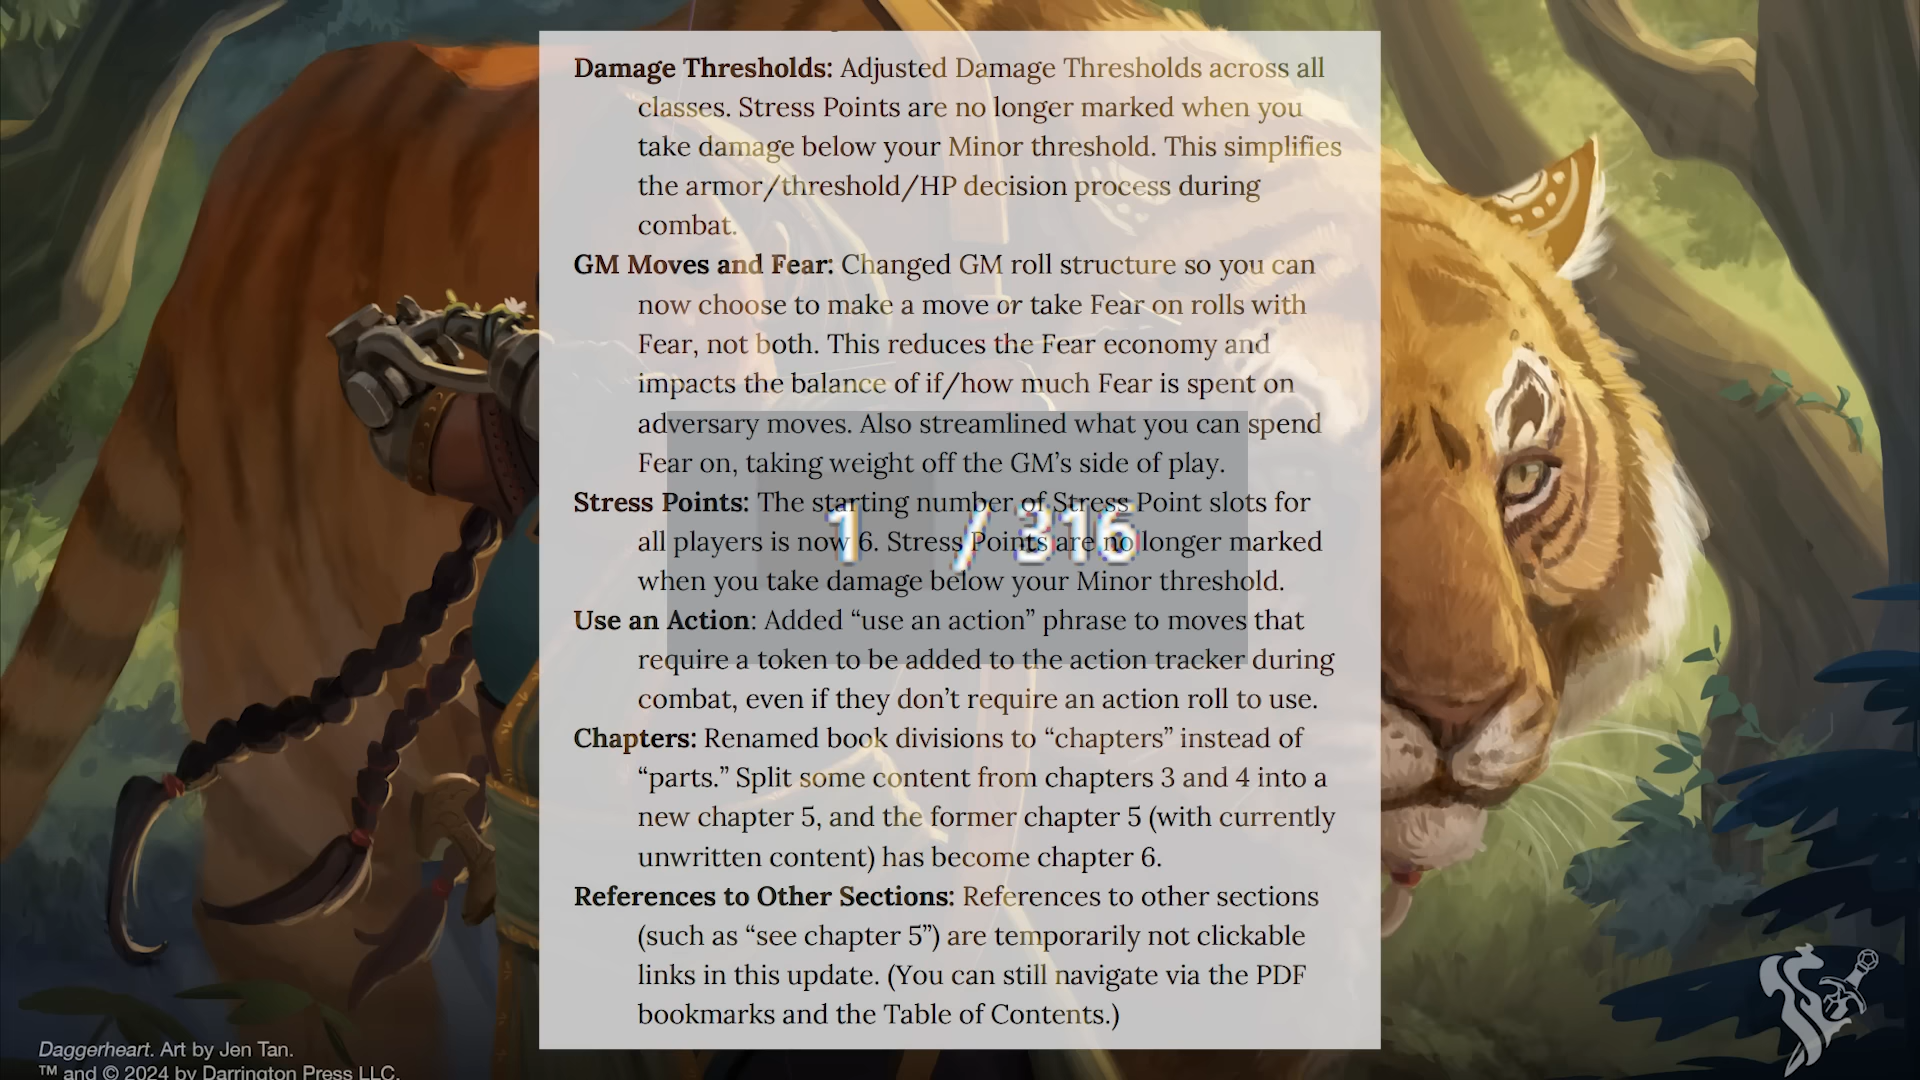 Damage Thresholds: Adjusted Damage Thresholds across all
classes. Stress Points are no longer marked when you
take damage below your Minor threshold. This simplifies
the armor/threshold/HP decision process during
combat.
GM Moves and Fear: Changed GM roll structure so you can
now choose to make a move or take Fear on rolls with
Fear, not both. This reduces the Fear economy and
impacts the balance of if/how much Fear is spent on
adversary moves. Also streamlined what you can spend
Fear on, taking weight off the GM’s side of play.
Stress Points: The starting number of Stress Point slots for
all players is now 6. Stress Points are no longer marked
when you take damage below your Minor threshold.
1 / 316
Use an Action: Added “use an action” phrase to moves that
require a token to be added to the action tracker during
combat, even if they don’t require an action roll to use.
Chapters: Renamed book divisions to “chapters” instead of
“parts.” Split some content from chapters 3 and 4 into a
new chapter 5, and the former chapter 5 (with currently
unwritten content) has become chapter 6.
References to Other Sections: References to other sections
(such as “see chapter 5”) are temporarily not clickable
links in this update. (You can still navigate via the PDF
bookmarks and the Table of Contents.)
Daggerheart. Art by Jen Tan.
™ and © 2024 by Darrington Press LLC.